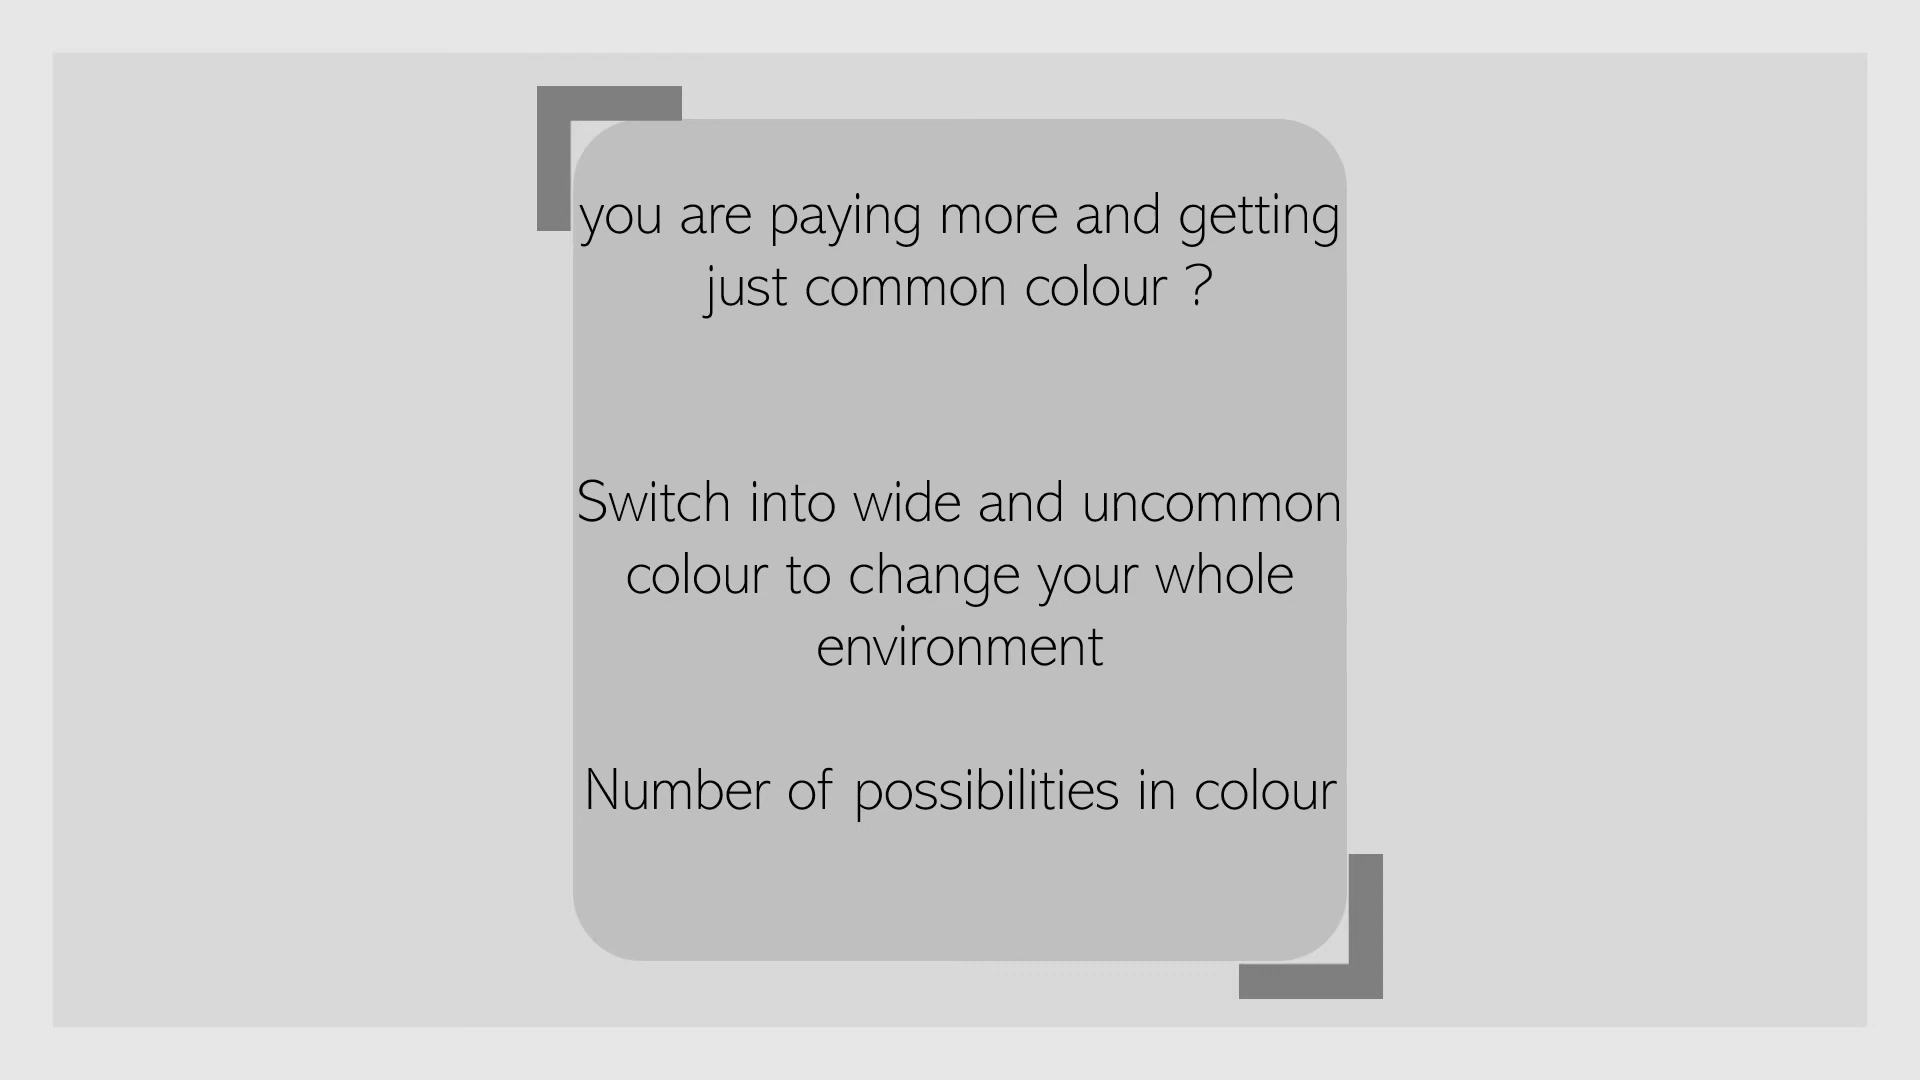 you are paying more and getting
just common colour ?
Switch into wide and uncommon
colour to change your whole
environment
Number of possibilities in colour